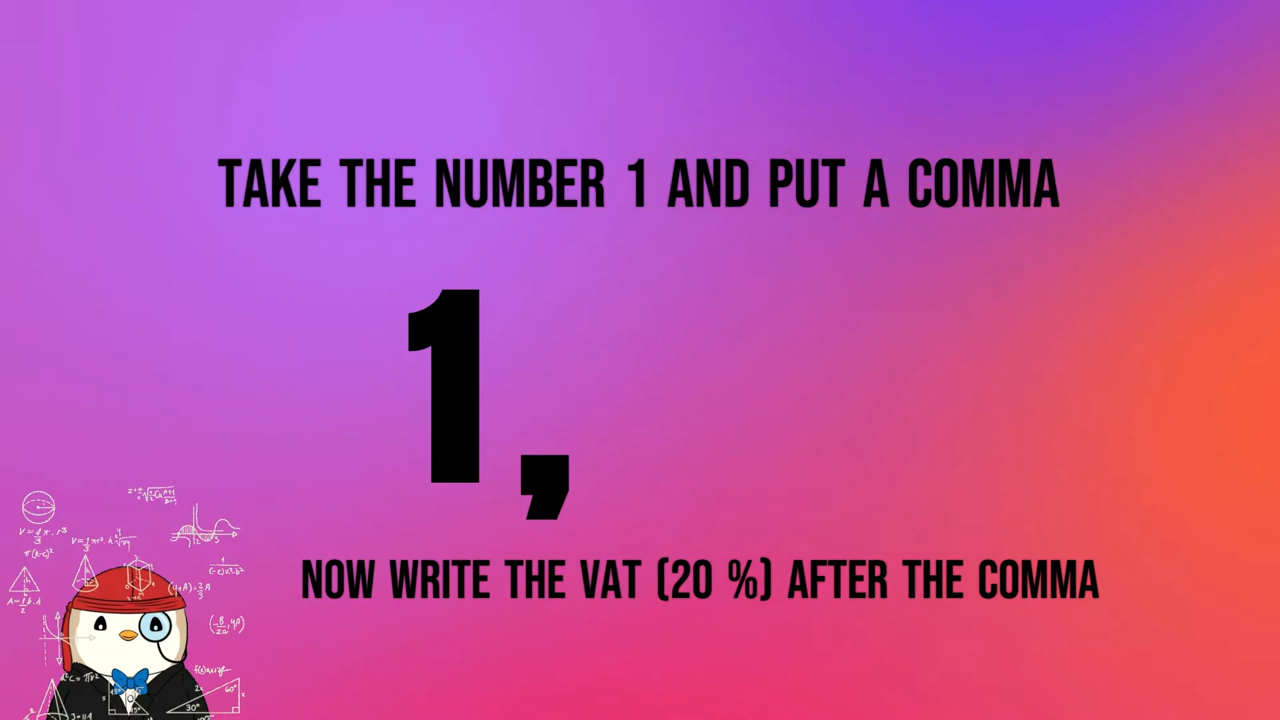 TAKE THE NUMBER 1 AND PUT A COMMA
1,
NOW WRITE THE VAT (20 %) AFTER THE COMMA